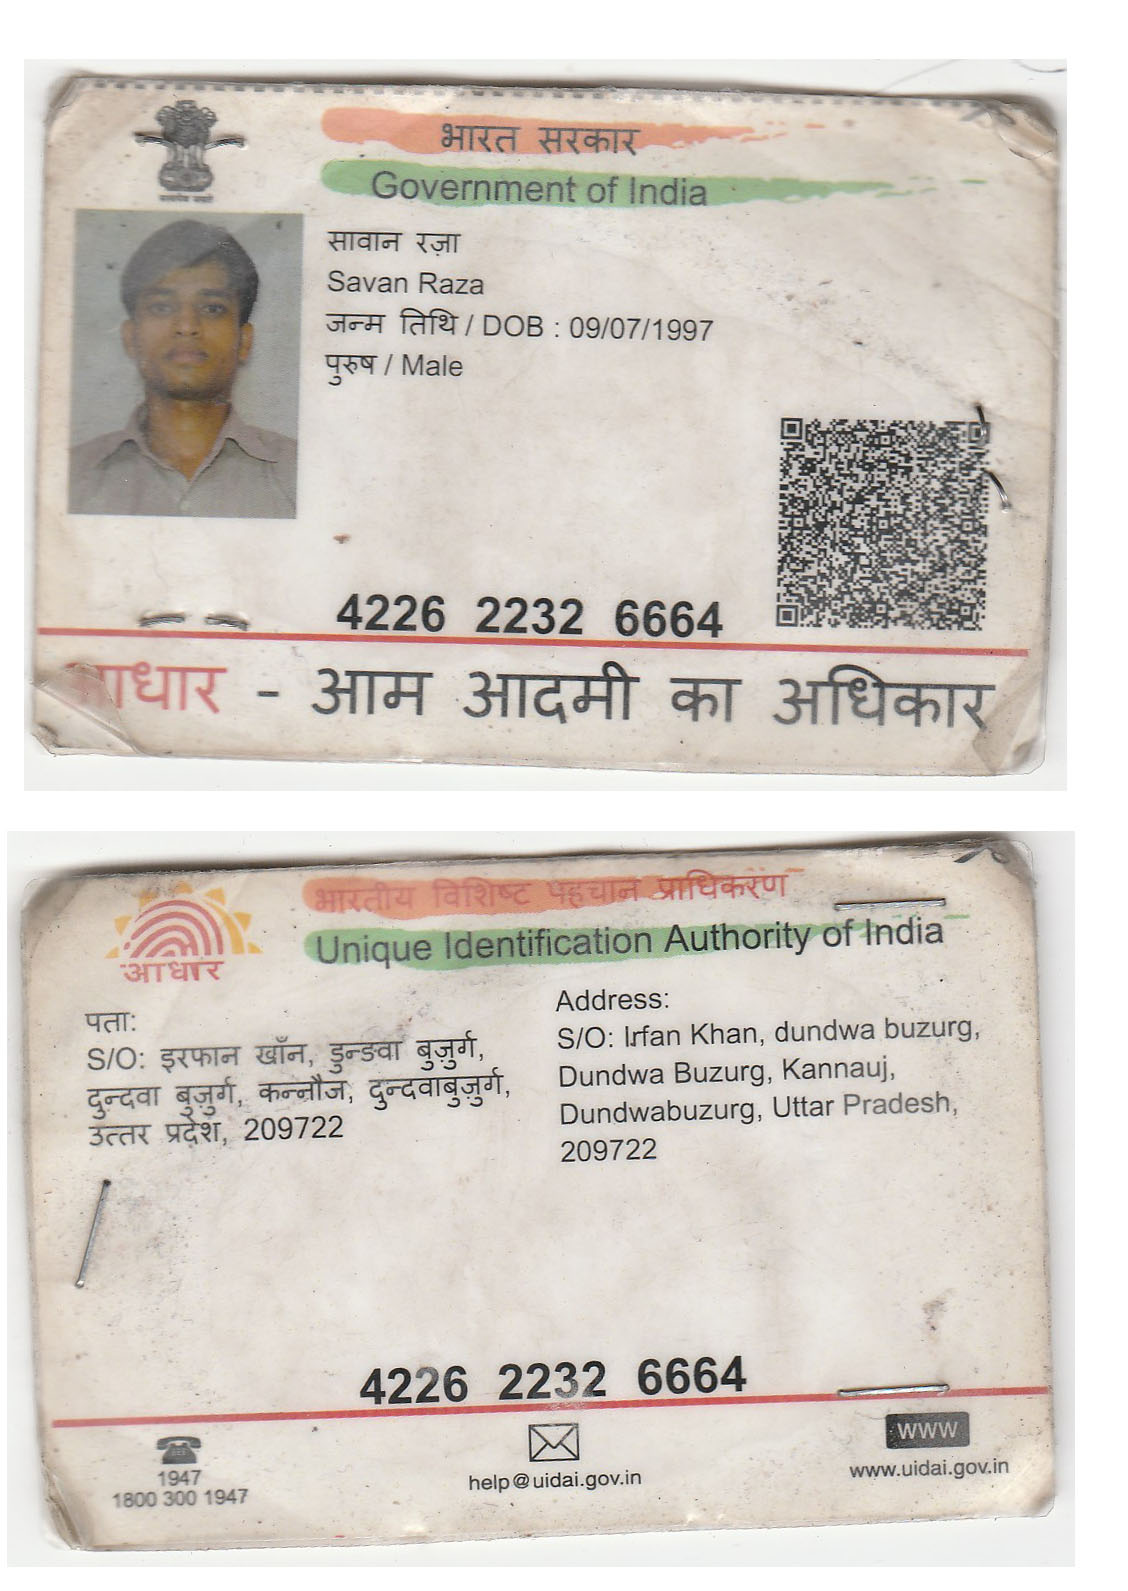 भारत सरकार
Government of India
सावान रज़ा
Savan Raza
जन्म तिथि / DOB : 09/07/1997
पुरुष / Male
4226 2232 6664
आधार - आम आदमी का अधिकार
भारतीय विशिष्ट पहचान प्राधिकरण
Unique Identification Authority of India
आधार
पता:
S/O: इरफान खाँन, डुन्डवा बुज़ुर्ग,
दुन्दवा बुजुर्ग, कन्नौज, दुन्दवाबुज़ुर्ग,
उत्तर प्रदेश, 209722
Address:
S/O: Irfan Khan, dundwa buzurg,
Dundwa Buzurg, Kannauj,
Dundwabuzurg, Uttar Pradesh,
209722
4226 2232 6664
1947
1800 300 1947
help@uidai.gov.in
WWW
www.uidai.gov.in